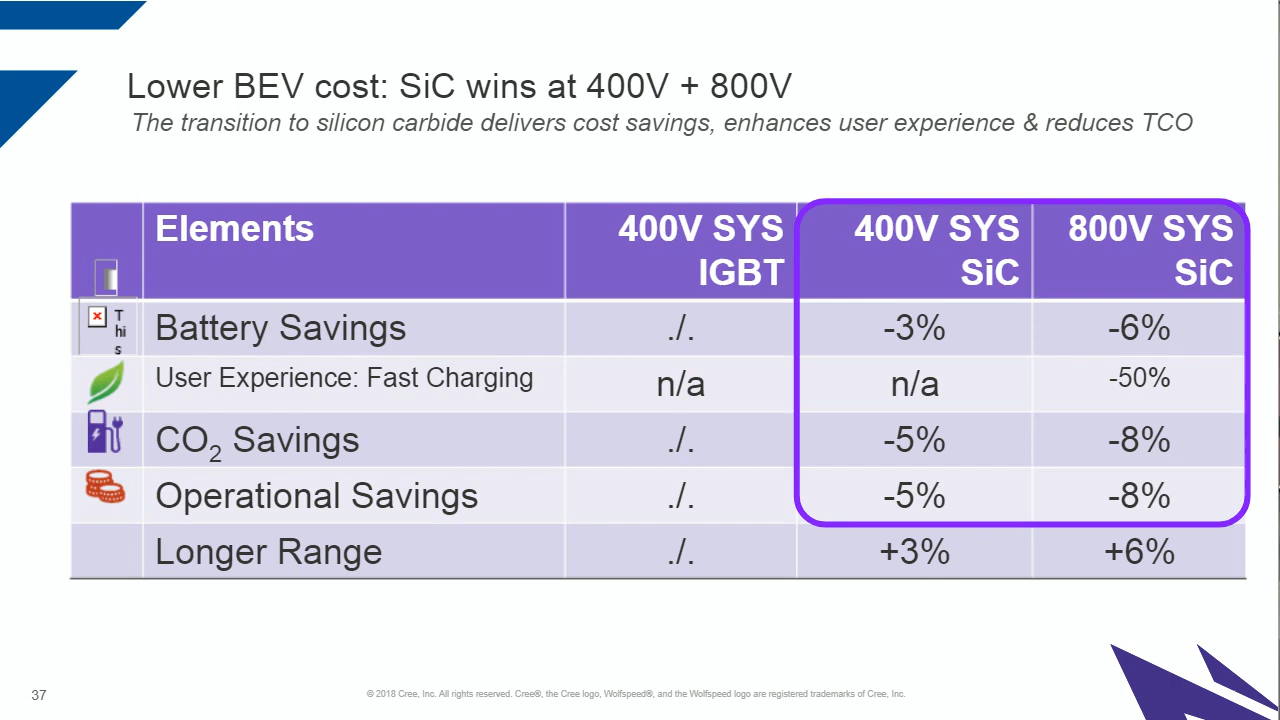 Lower BEV cost: SiC wins at 400V + 800V
The transition to silicon carbide delivers cost savings, enhances user experience & reduces TCO
Elements 400V SYS IGBT 400V SYS SiC 800V SYS SiC
This
Battery Savings ./. -3% -6%
User Experience: Fast Charging n/a n/a -50%
CO2 Savings ./. -5% -8%
Operational Savings ./. -5% -8%
Longer Range ./. +3% +6%
37
© 2018 Cree, Inc. All rights reserved. Cree®, the Cree logo, Wolfspeed®, and the Wolfspeed logo are registered trademarks of Cree, Inc.